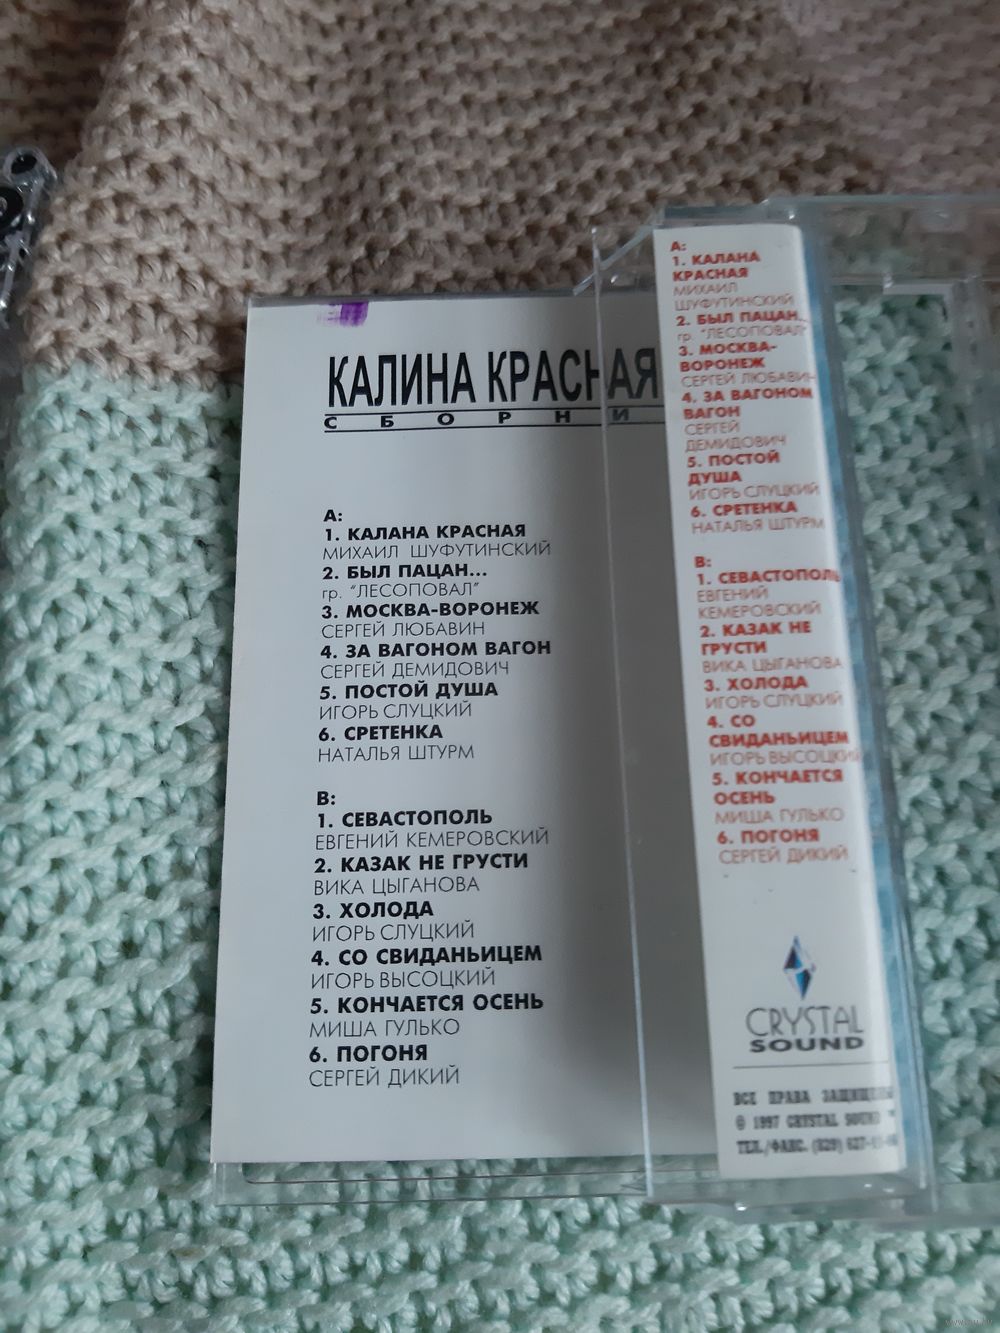 КАЛИНА КРАСНАЯ
СБОРНИ
А:
1. КАЛАНА КРАСНАЯ
МИХАИЛ ШУФУТИНСКИЙ
2. БЫЛ ПАЦАН...
гр. "ЛЕСОПОВАЛ"
3. МОСКВА-ВОРОНЕЖ
СЕРГЕЙ ЛЮБАВИН
4. ЗА ВАГОНОМ ВАГОН
СЕРГЕЙ ДЕМИДОВИЧ
5. ПОСТОЙ ДУША
ИГОРЬ СЛУЦКИЙ
6. СРЕТЕНКА
НАТАЛЬЯ ШТУРМ
В:
1. СЕВАСТОПОЛЬ
ЕВГЕНИЙ КЕМЕРОВСКИЙ
2. КАЗАК НЕ ГРУСТИ
ВИКА ЦЫГАНОВА
3. ХОЛОДА
ИГОРЬ СЛУЦКИЙ
4. СО СВИДАНЬИЦЕМ
ИГОРЬ ВЫСОЦКИЙ
5. КОНЧАЕТСЯ ОСЕНЬ
МИША ГУЛЬКО
6. ПОГОНЯ
СЕРГЕЙ ДИКИЙ
А:
1. КАЛАНА
КРАСНАЯ
МИХАИЛ
ШУФУТИНСКИЙ
2. БЫЛ ПАЦАН...
гр. "ЛЕСОПОВАЛ"
3. МОСКВА-
ВОРОНЕЖ
СЕРГЕЙ ЛЮБАВИН
4. ЗА ВАГОНОМ
ВАГОН
СЕРГЕЙ
ДЕМИДОВИЧ
5. ПОСТОЙ
ДУША
ИГОРЬ СЛУЦКИЙ
6. СРЕТЕНКА
НАТАЛЬЯ ШТУРМ
В:
1. СЕВАСТОПОЛЬ
ЕВГЕНИЙ
КЕМЕРОВСКИЙ
2. КАЗАК НЕ
ГРУСТИ
ВИКА ЦЫГАНОВА
3. ХОЛОДА
ИГОРЬ СЛУЦКИЙ
4. СО
СВИДАНЬИЦЕМ
ИГОРЬ ВЫСОЦКИЙ
5. КОНЧАЕТСЯ
ОСЕНЬ
МИША ГУЛЬКО
6. ПОГОНЯ
СЕРГЕЙ ДИКИЙ
CRYSTAL
SOUND
ВСЕ ПРАВА ЗАЩИЩЕНЫ
© 1997 CRYSTAL SOUND
ТЕЛ./ФАКС.